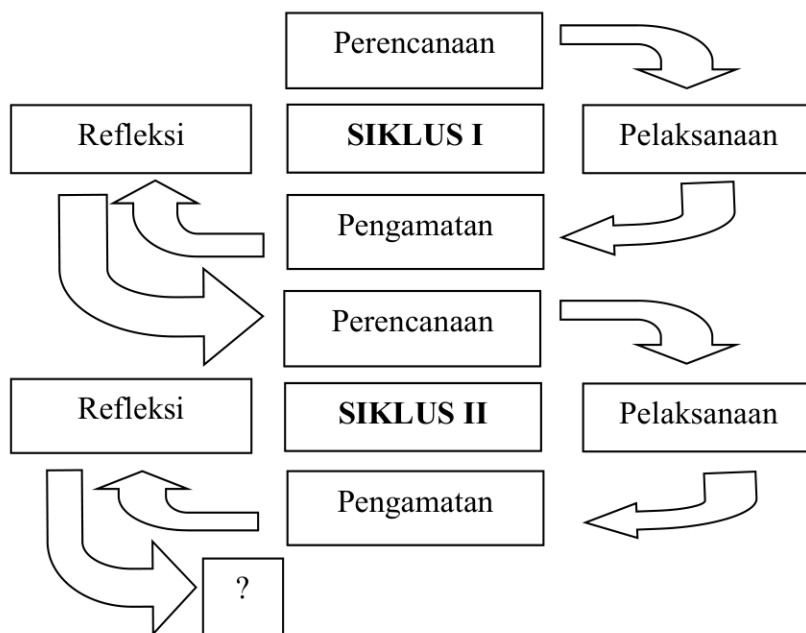 Perencanaan
Refleksi
SIKLUS I
Pelaksanaan
Pengamatan
Perencanaan
Refleksi
SIKLUS II
Pelaksanaan
Pengamatan
?